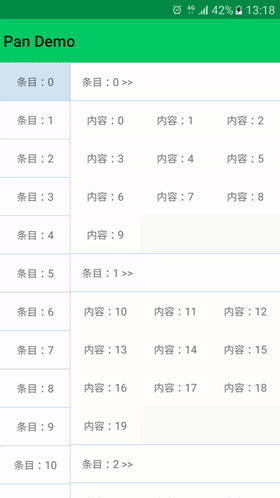 4G 42% 13:18
Pan Demo
条目：0
条目：1
条目：2
条目：3
条目：4
条目：5
条目：6
条目：7
条目：8
条目：9
条目：10
条目：0 >>
内容：0 内容：1 内容：2
内容：3 内容：4 内容：5
内容：6 内容：7 内容：8
内容：9
条目：1 >>
内容：10 内容：11 内容：12
内容：13 内容：14 内容：15
内容：16 内容：17 内容：18
内容：19
条目：2 >>